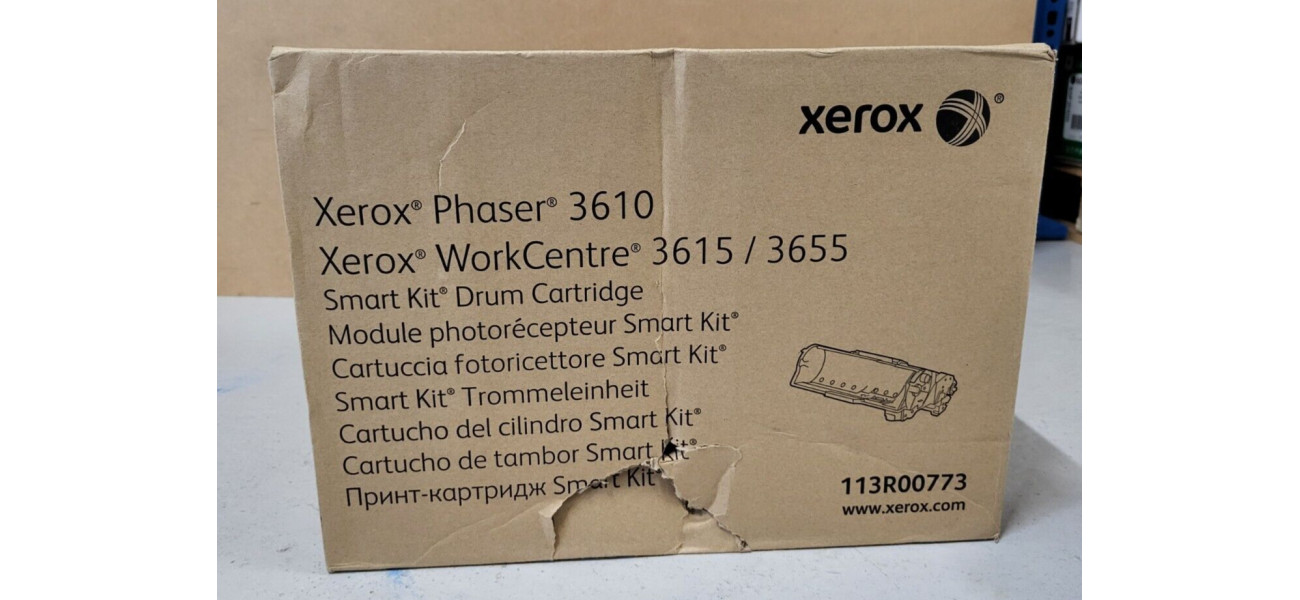 xerox®
Xerox® Phaser® 3610
Xerox® WorkCentre® 3615 / 3655
Smart Kit® Drum Cartridge
Module photorécepteur Smart Kit®
Cartuccia fotoricettore Smart Kit®
Smart Kit® Trommeleinheit
Cartucho del cilindro Smart Kit®
Cartucho de tambor Smart Kit®
Принт-картридж Smart Kit
113R00773
www.xerox.com